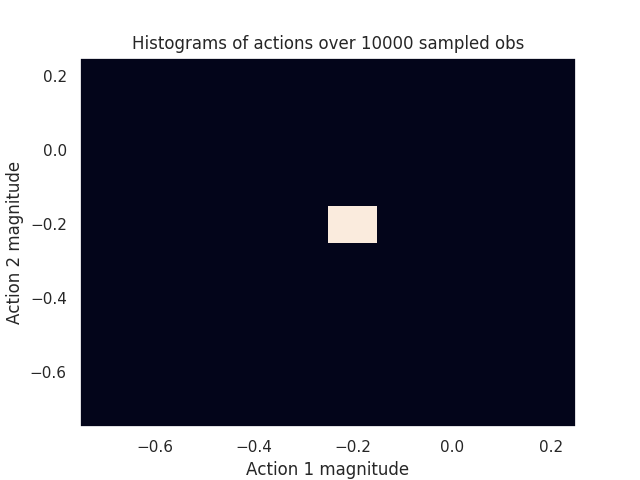 Histograms of actions over 10000 sampled obs
0.2
0.0
−0.2
−0.4
−0.6
Action 2 magnitude
−0.6 −0.4 −0.2 0.0 0.2
Action 1 magnitude